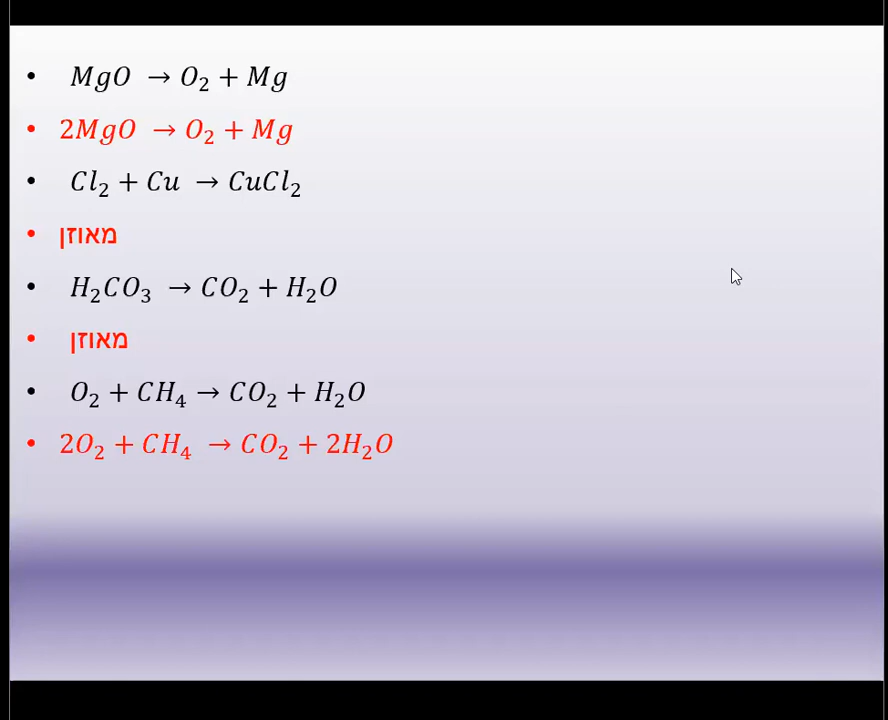 • MgO → O₂ + Mg
• 2MgO → O₂ + Mg
• Cl₂ + Cu → CuCl₂
• מאוזן
• H₂CO₃ → CO₂ + H₂O
• מאוזן
• O₂ + CH₄ → CO₂ + H₂O
• 2O₂ + CH₄ → CO₂ + 2H₂O